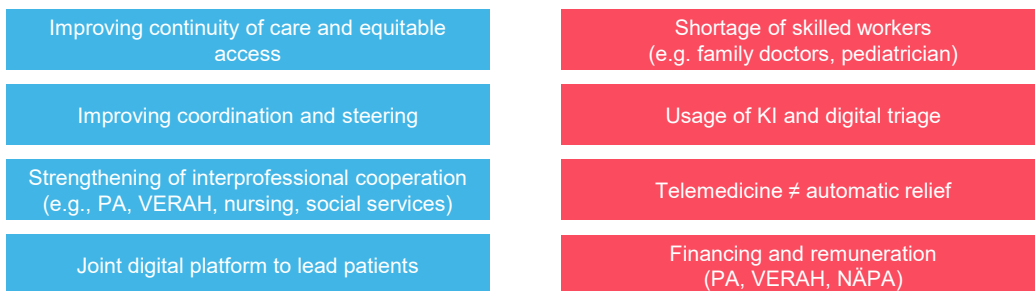 Improving continuity of care and equitable
access
Improving coordination and steering
Strengthening of interprofessional cooperation
(e.g., PA, VERAH, nursing, social services)
Joint digital platform to lead patients
Shortage of skilled workers
(e.g. family doctors, pediatrician)
Usage of KI and digital triage
Telemedicine ≠ automatic relief
Financing and remuneration
(PA, VERAH, NÄPA)